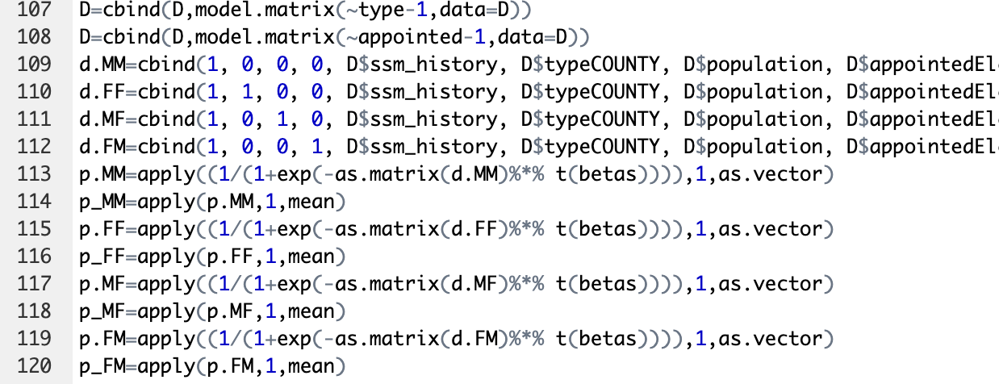 107 D=cbind(D,model.matrix(~type-1,data=D))
108 D=cbind(D,model.matrix(~appointed-1,data=D))
109 d.MM=cbind(1, 0, 0, 0, D$ssm_history, D$typeCOUNTY, D$population, D$appointedEl
110 d.FF=cbind(1, 1, 0, 0, D$ssm_history, D$typeCOUNTY, D$population, D$appointedEl
111 d.MF=cbind(1, 0, 1, 0, D$ssm_history, D$typeCOUNTY, D$population, D$appointedEl
112 d.FM=cbind(1, 0, 0, 1, D$ssm_history, D$typeCOUNTY, D$population, D$appointedEl
113 p.MM=apply((1/(1+exp(-as.matrix(d.MM)%*% t(betas)))),1,as.vector)
114 p_MM=apply(p.MM,1,mean)
115 p.FF=apply((1/(1+exp(-as.matrix(d.FF)%*% t(betas)))),1,as.vector)
116 p_FF=apply(p.FF,1,mean)
117 p.MF=apply((1/(1+exp(-as.matrix(d.MF)%*% t(betas)))),1,as.vector)
118 p_MF=apply(p.MF,1,mean)
119 p.FM=apply((1/(1+exp(-as.matrix(d.FM)%*% t(betas)))),1,as.vector)
120 p_FM=apply(p.FM,1,mean)